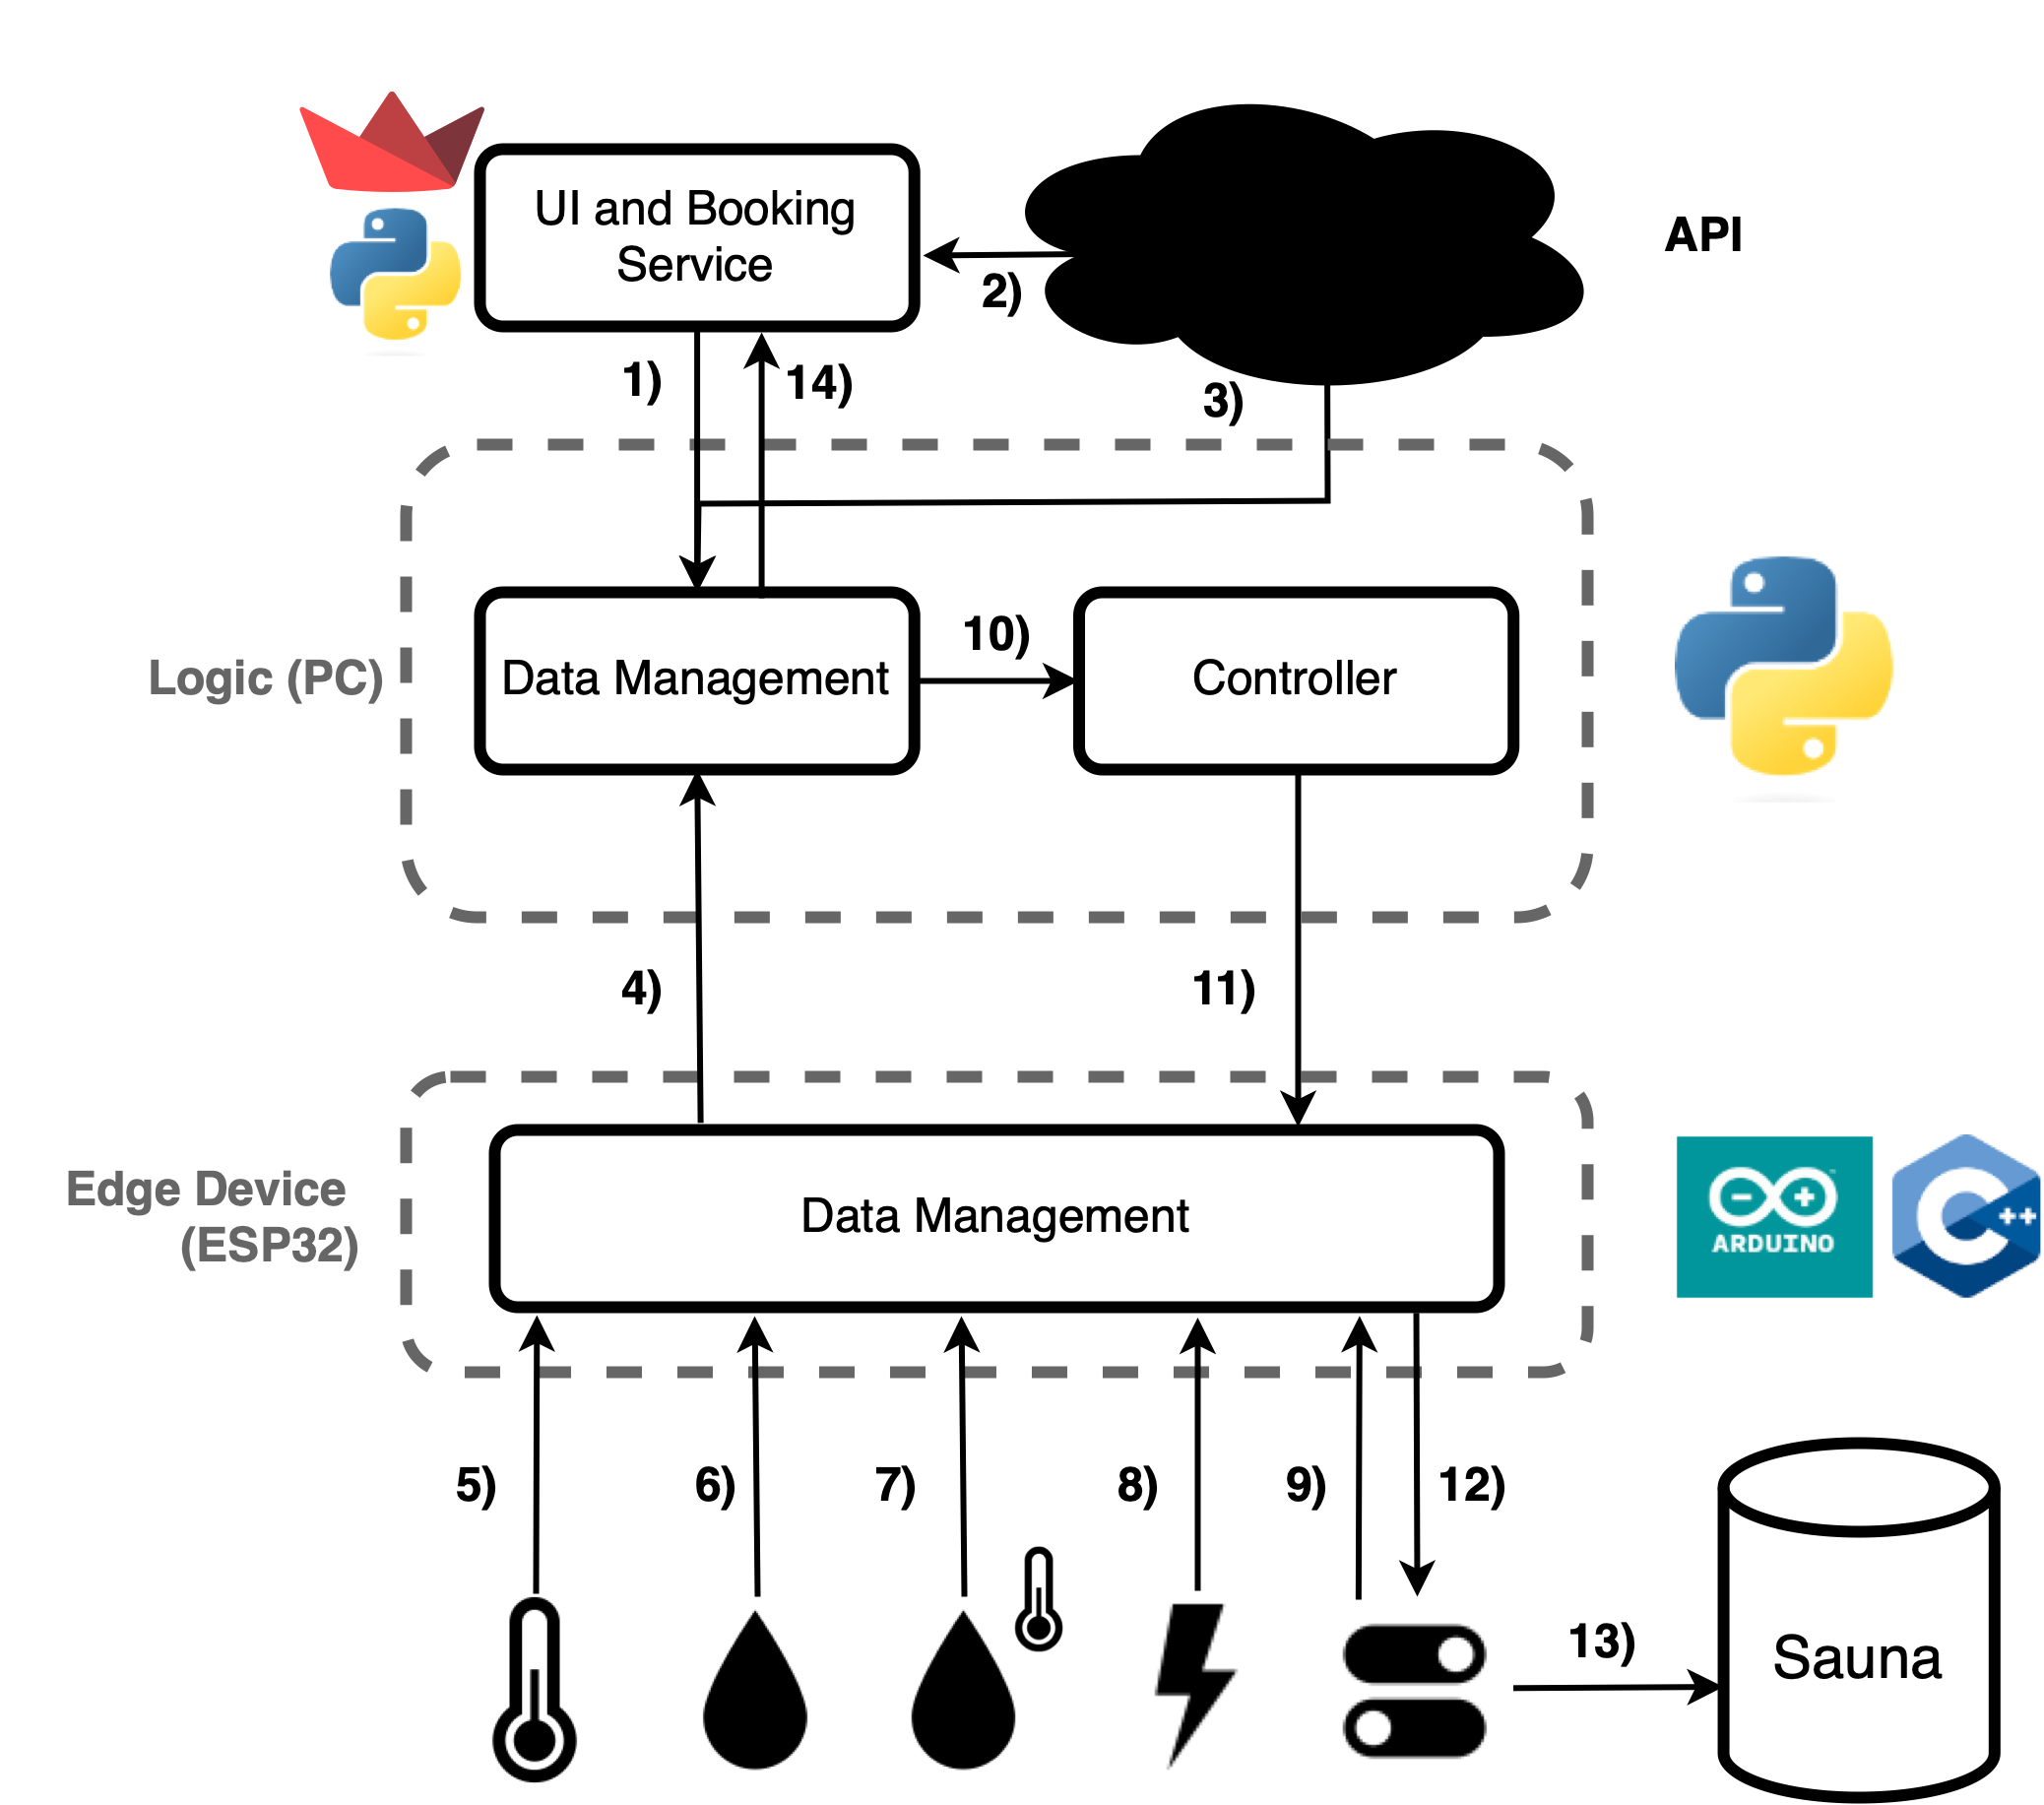 UI and Booking
Service
API
2)
1)
14)
3)
10)
Logic (PC)
Data Management
Controller
4)
11)
Edge Device
(ESP32)
Data Management
ARDUINO
C++
5)
6)
7)
8)
9)
12)
13)
Sauna